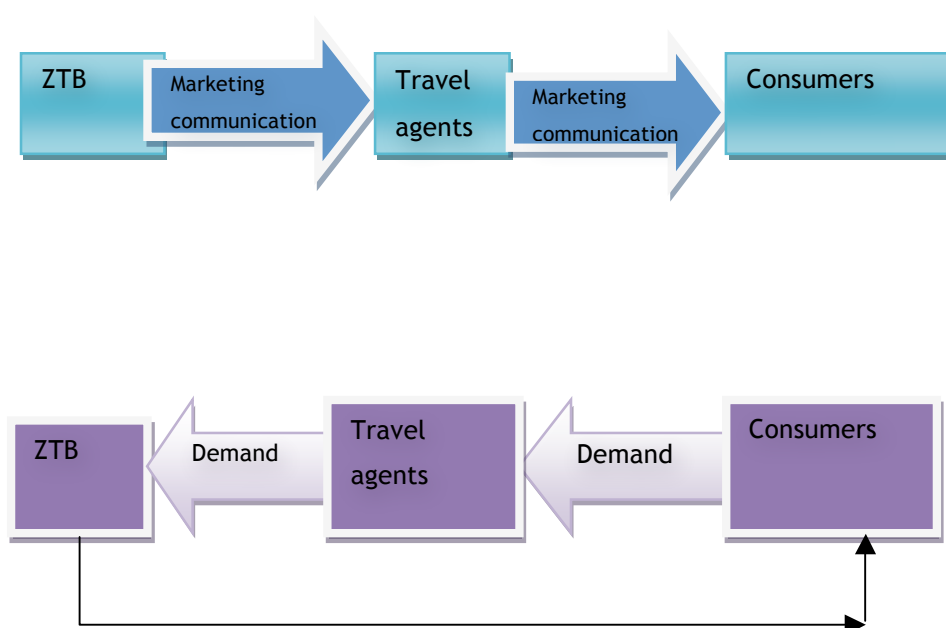 ZTB
Marketing
communication
Travel
agents
Marketing
communication
Consumers
ZTB
Demand
Travel
agents
Demand
Consumers